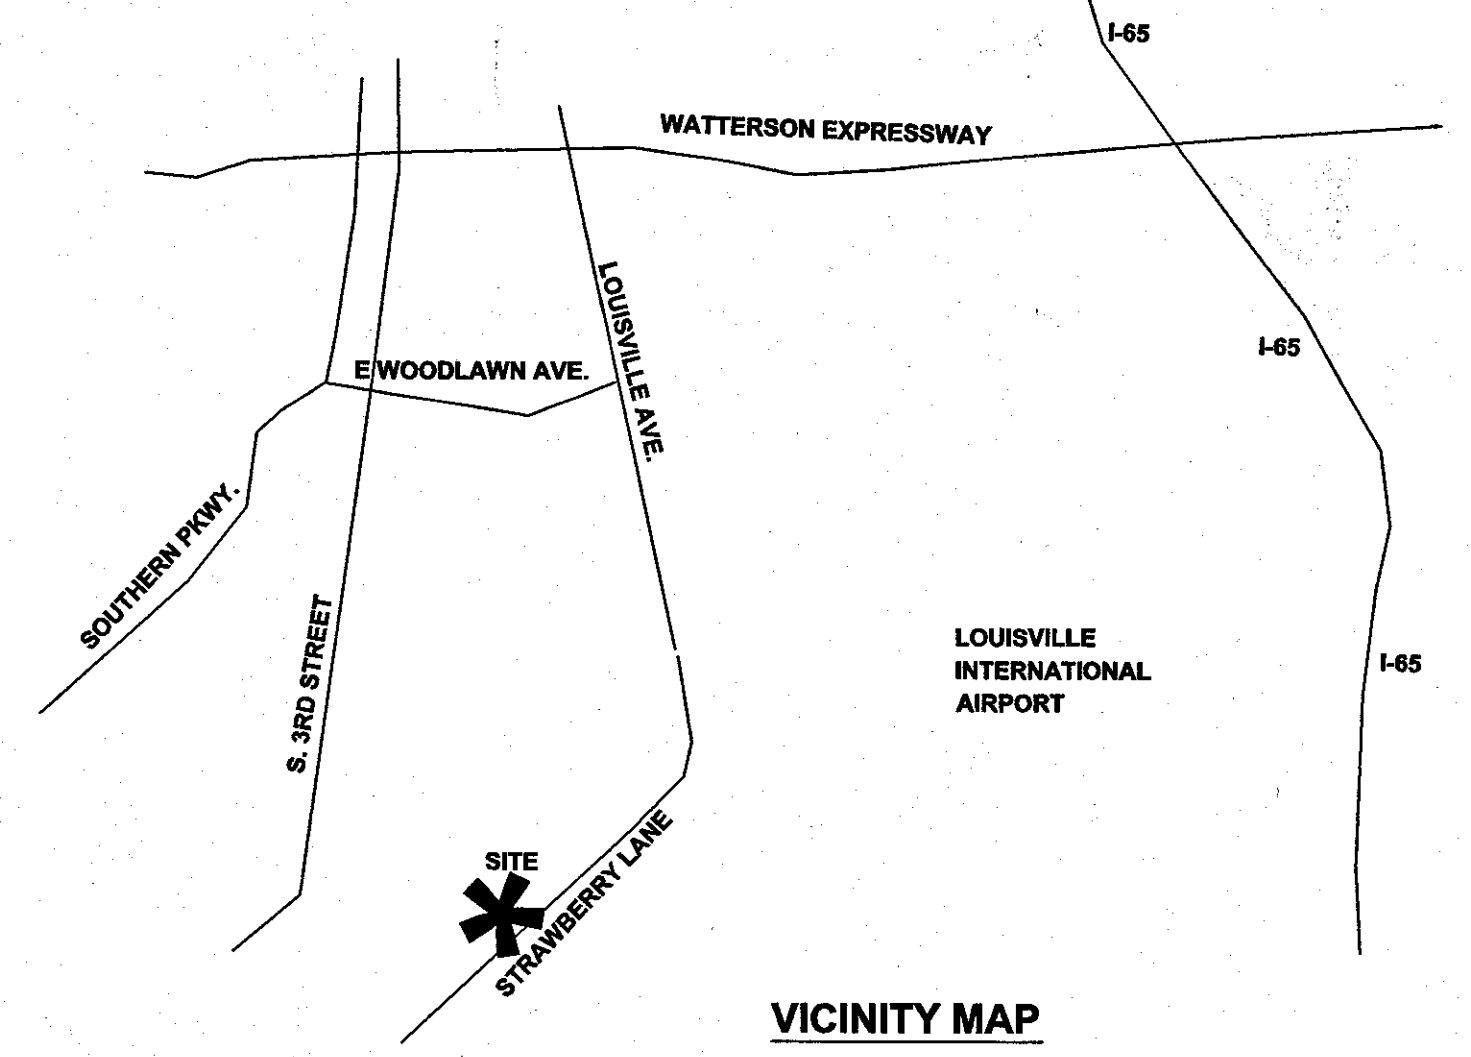 I-65
WATTERSON EXPRESSWAY
LOUISVILLE AVE.
I-65
E WOODLAWN AVE.
SOUTHERN PKWY.
S. 3RD STREET
LOUISVILLE
INTERNATIONAL
AIRPORT
I-65
SITE
STRAWBERRY LANE
VICINITY MAP